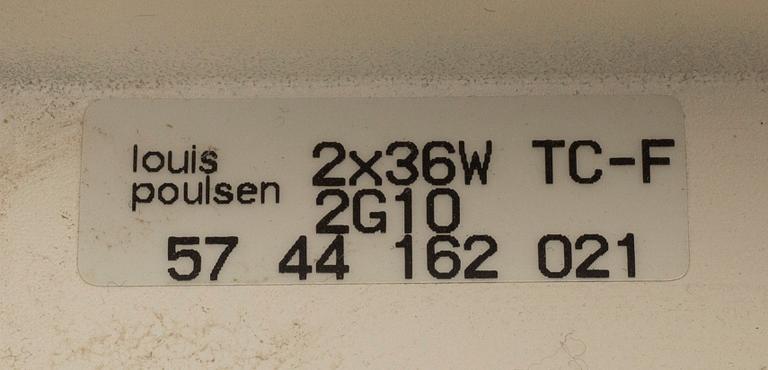 louis poulsen
2x36W TC-F
2G10
57 44 162 021